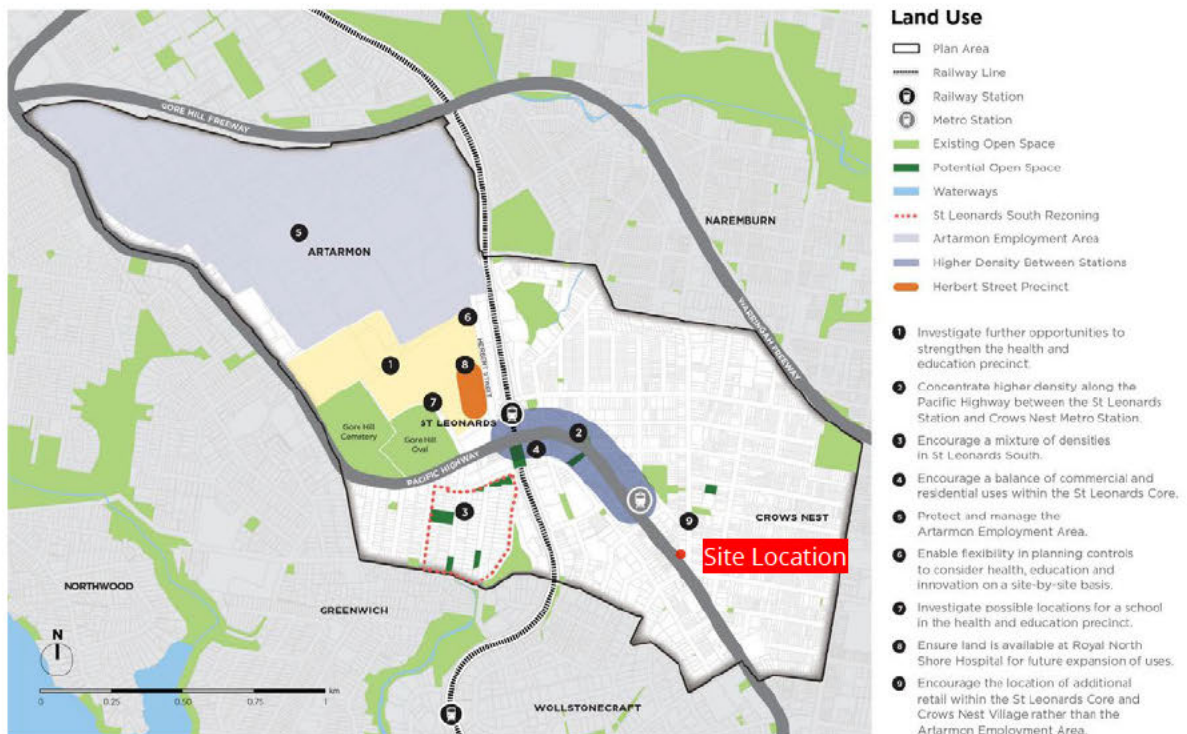 GORE HILL FREEWAY
5
ARTARMON
NAREMBURN
WARRINGAH FREEWAY
6
1
8
HERBERT STREET
7
ST LEONARDS
Gore Hill
Cemetery
Gore Hill
Oval
PACIFIC HIGHWAY
2
4
3
9
CROWS NEST
Site Location
NORTHWOOD
GREENWICH
WOLLSTONECRAFT
N
0
0.25
0.50
0.75
1
km
Land Use
Plan Area
Railway Line
Railway Station
Metro Station
Existing Open Space
Potential Open Space
Waterways
St Leonards South Rezoning
Artarmon Employment Area
Higher Density Between Stations
Herbert Street Precinct
1 Investigate further opportunities to
strengthen the health and
education precinct.
2 Concentrate higher density along the
Pacific Highway between the St Leonards
Station and Crows Nest Metro Station.
3 Encourage a mixture of densities
in St Leonards South.
4 Encourage a balance of commercial and
residential uses within the St Leonards Core.
5 Protect and manage the
Artarmon Employment Area.
6 Enable flexibility in planning controls
to consider health, education and
innovation on a site-by-site basis.
7 Investigate possible locations for a school
in the health and education precinct.
8 Ensure land is available at Royal North
Shore Hospital for future expansion of uses.
9 Encourage the location of additional
retail within the St Leonards Core and
Crows Nest Village rather than the
Artarmon Employment Area.